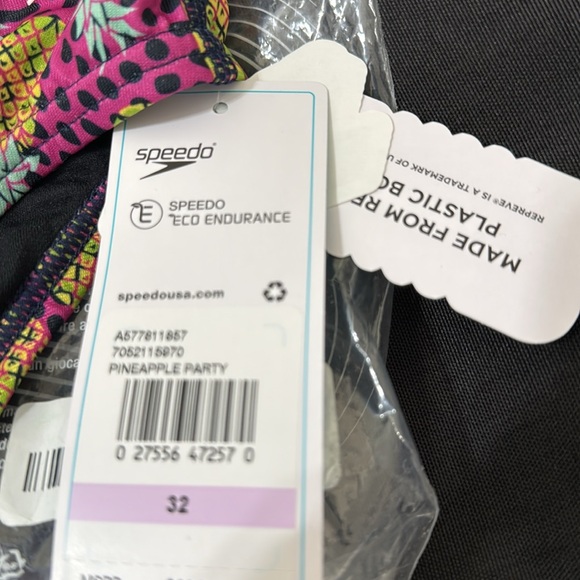 speedo
SPEEDO
ECO ENDURANCE
speedousa.com
A577811657
7052115970
PINEAPPLE PARTY
0 27556 47257 0
32
MADE FROM RE
PLASTIC BO
REPREVE® IS A TRADEMARK OF U